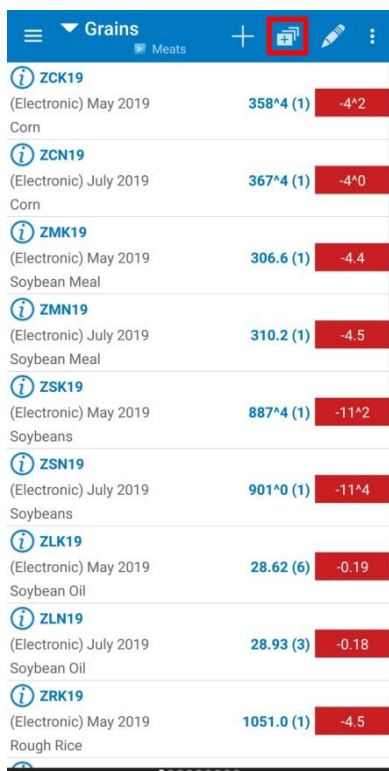 Grains
Meats
ZCK19
(Electronic) May 2019 358^4 (1) -4^2
Corn
ZCN19
(Electronic) July 2019 367^4 (1) -4^0
Corn
ZMK19
(Electronic) May 2019 306.6 (1) -4.4
Soybean Meal
ZMN19
(Electronic) July 2019 310.2 (1) -4.5
Soybean Meal
ZSK19
(Electronic) May 2019 887^4 (1) -11^2
Soybeans
ZSN19
(Electronic) July 2019 901^0 (1) -11^4
Soybeans
ZLK19
(Electronic) May 2019 28.62 (6) -0.19
Soybean Oil
ZLN19
(Electronic) July 2019 28.93 (3) -0.18
Soybean Oil
ZRK19
(Electronic) May 2019 1051.0 (1) -4.5
Rough Rice